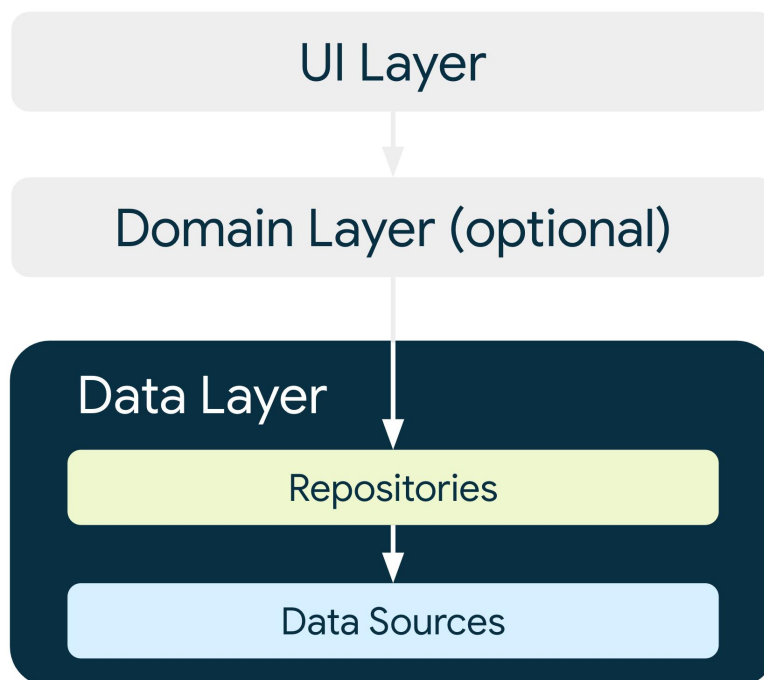 UI Layer
Domain Layer (optional)
Data Layer
Repositories
Data Sources